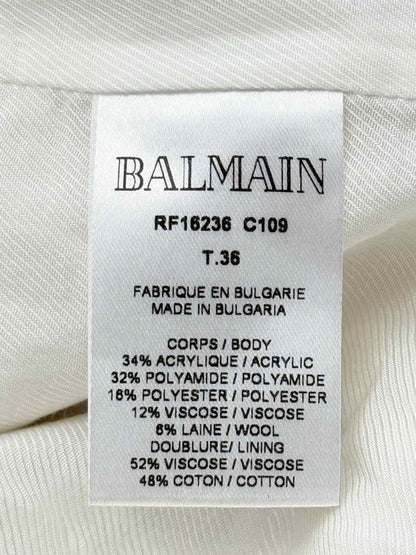 BALMAIN
RF16236 C109
T.36
FABRIQUE EN BULGARIE
MADE IN BULGARIA
CORPS / BODY
34% ACRYLIQUE / ACRYLIC
32% POLYAMIDE / POLYAMIDE
16% POLYESTER / POLYESTER
12% VISCOSE / VISCOSE
6% LAINE / WOOL
DOUBLURE/ LINING
52% VISCOSE / VISCOSE
48% COTON / COTTON